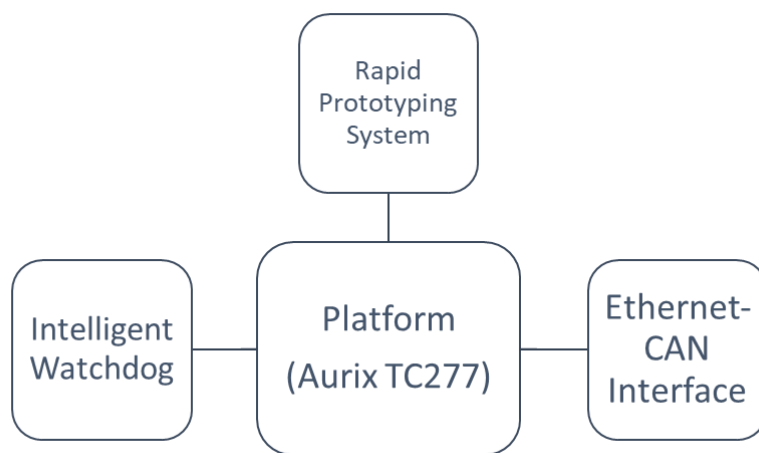 Rapid
Prototyping
System
Intelligent
Watchdog
Platform
(Aurix TC277)
Ethernet-
CAN
Interface